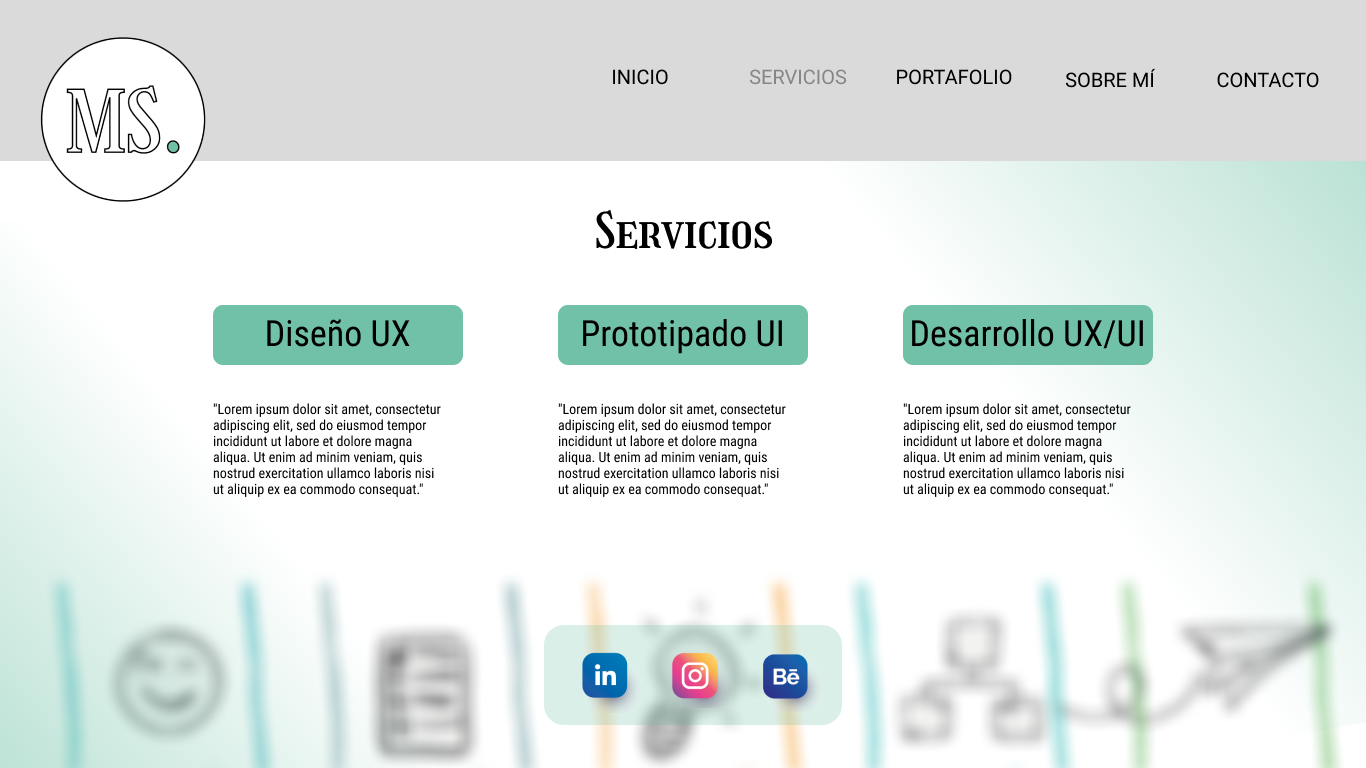 MS.
INICIO
SERVICIOS
PORTAFOLIO
SOBRE MÍ
CONTACTO
Servicios
Diseño UX
"Lorem ipsum dolor sit amet, consectetur
adipiscing elit, sed do eiusmod tempor
incididunt ut labore et dolore magna
aliqua. Ut enim ad minim veniam, quis
nostrud exercitation ullamco laboris nisi
ut aliquip ex ea commodo consequat."
Prototipado UI
"Lorem ipsum dolor sit amet, consectetur
adipiscing elit, sed do eiusmod tempor
incididunt ut labore et dolore magna
aliqua. Ut enim ad minim veniam, quis
nostrud exercitation ullamco laboris nisi
ut aliquip ex ea commodo consequat."
Desarrollo UX/UI
"Lorem ipsum dolor sit amet, consectetur
adipiscing elit, sed do eiusmod tempor
incididunt ut labore et dolore magna
aliqua. Ut enim ad minim veniam, quis
nostrud exercitation ullamco laboris nisi
ut aliquip ex ea commodo consequat."
in
Bē